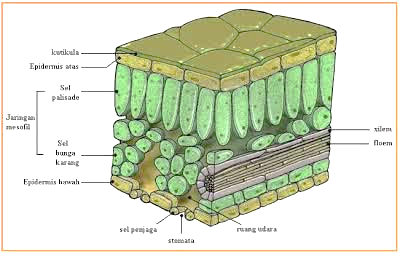 kutikula
Epidermis atas
Sel
palisade
Jaringan
mesofil
Sel
bunga
karang
Epidermis bawah
sel penjaga
stomata
ruang udara
xilem
floem